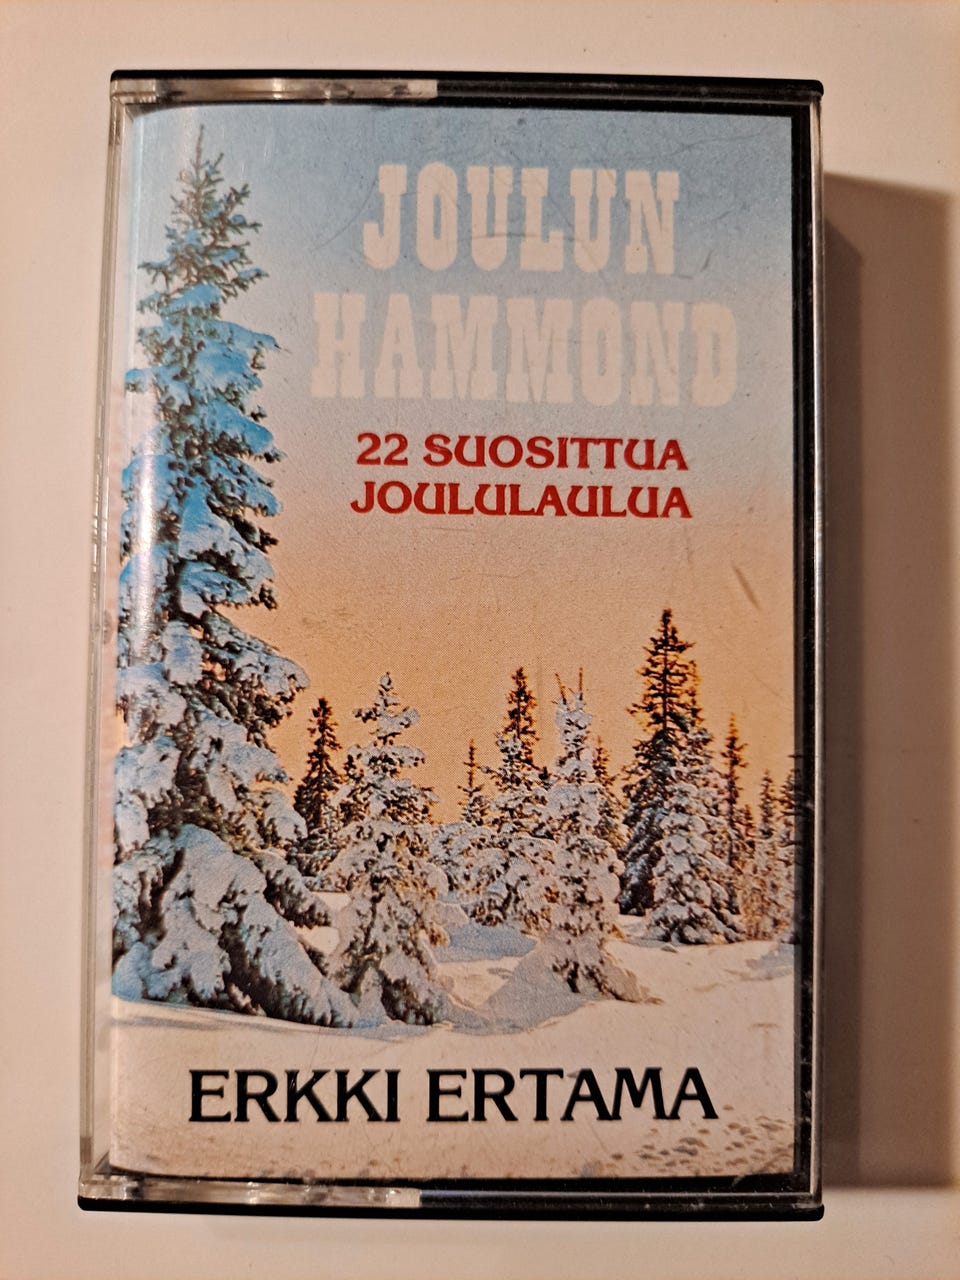 JOULUN
HAMMOND
22 SUOSITTUA
JOULULAULUA
ERKKI ERTAMA